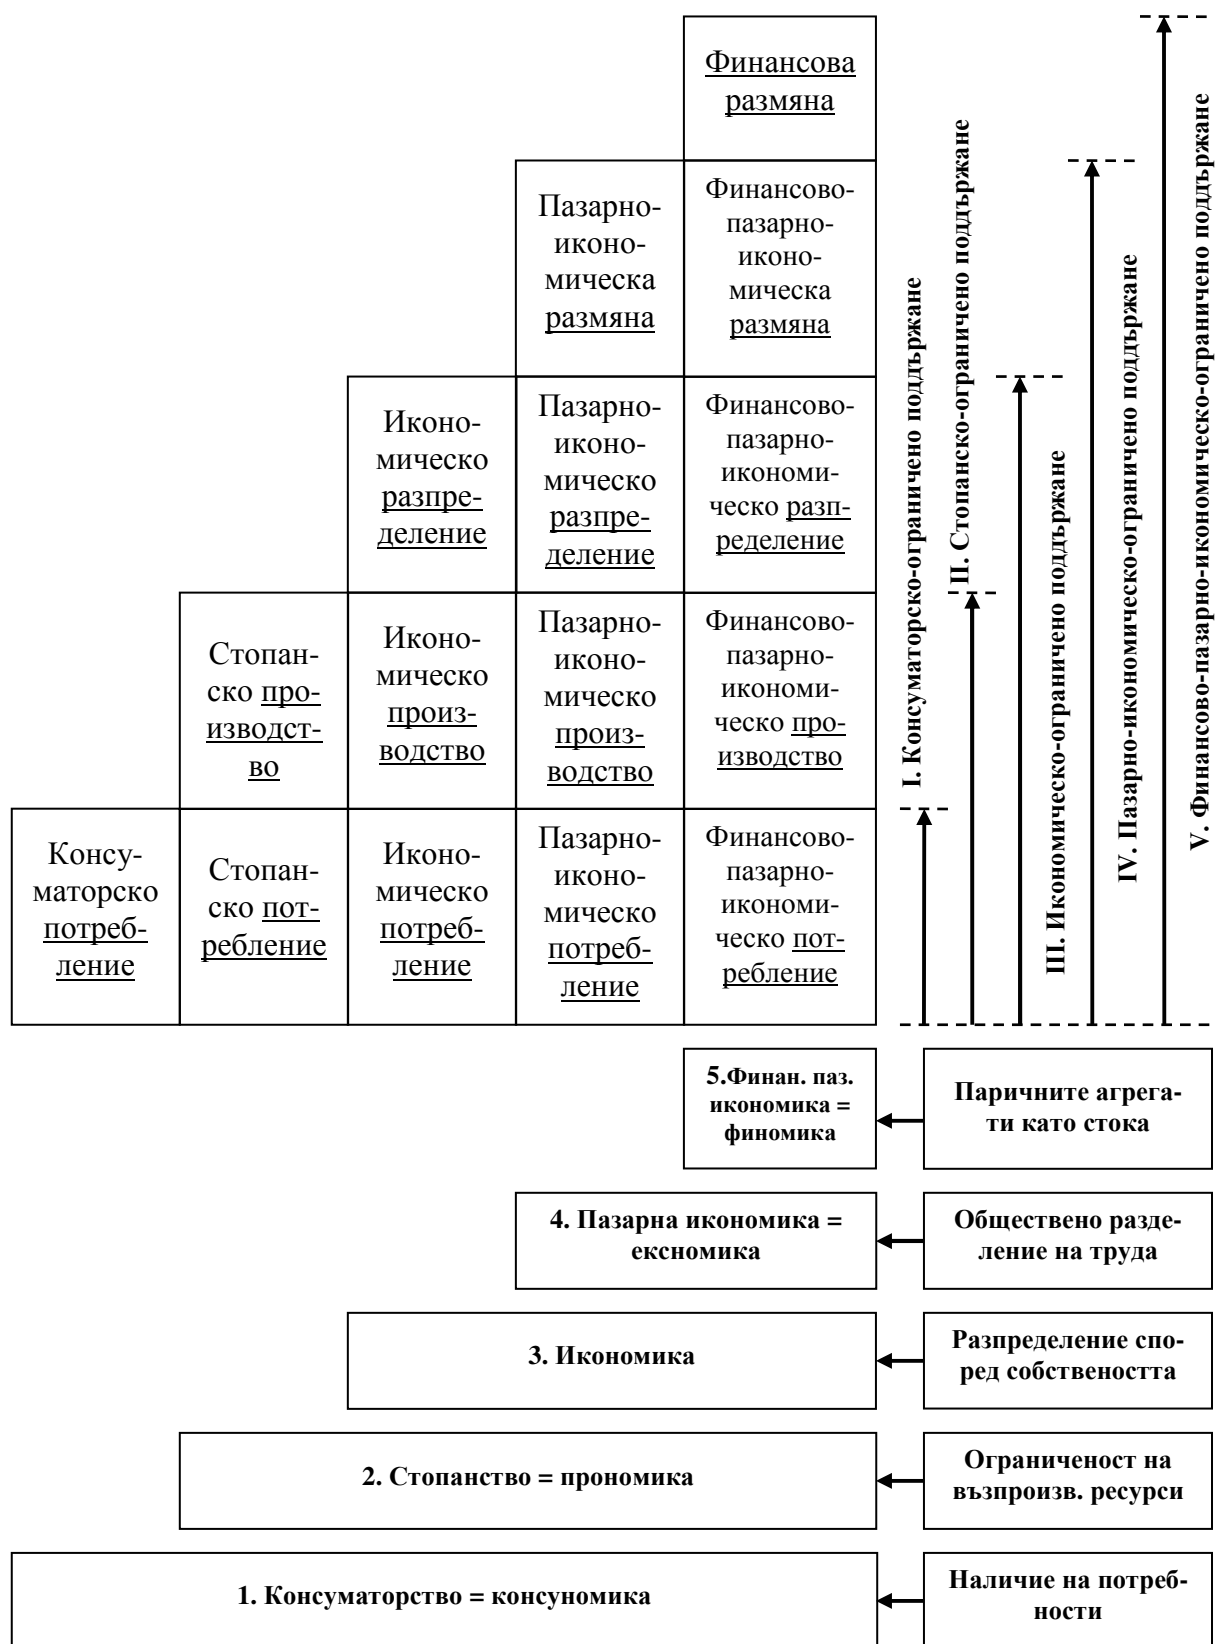 Финансова
размяна
Пазарно-
иконо-
мическа
размяна
Финансово-
пазарно-
иконо-
мическа
размяна
Иконо-
мическо
разпре-
деление
Пазарно-
иконо-
мическо
разпре-
деление
Финансово-
пазарно-
икономи-
ческо разп-
ределение
Стопан-
ско про-
изводст-
во
Иконо-
мическо
произ-
водство
Пазарно-
иконо-
мическо
произ-
водство
Финансово-
пазарно-
икономи-
ческо про-
изводство
Консу-
маторско
потреб-
ление
Стопан-
ско пот-
ребление
Иконо-
мическо
потреб-
ление
Пазарно-
иконо-
мическо
потреб-
ление
Финансово-
пазарно-
икономи-
ческо пот-
ребление
I. Консуматорско-ограничено поддържане
II. Стопанско-ограничено поддържане
III. Икономическо-ограничено поддържане
IV. Пазарно-икономическо-ограничено поддържане
V. Финансово-пазарно-икономическо-ограничено поддържане
5.Финан. паз.
икономика =
финомика
Паричните агрега-
ти като стока
4. Пазарна икономика =
ексномика
Обществено разде-
ление на труда
3. Икономика
Разпределение спо-
ред собствеността
2. Стопанство = прономика
Ограниченост на
възпроизв. ресурси
1. Консуматорство = консуномика
Наличие на потреб-
ности